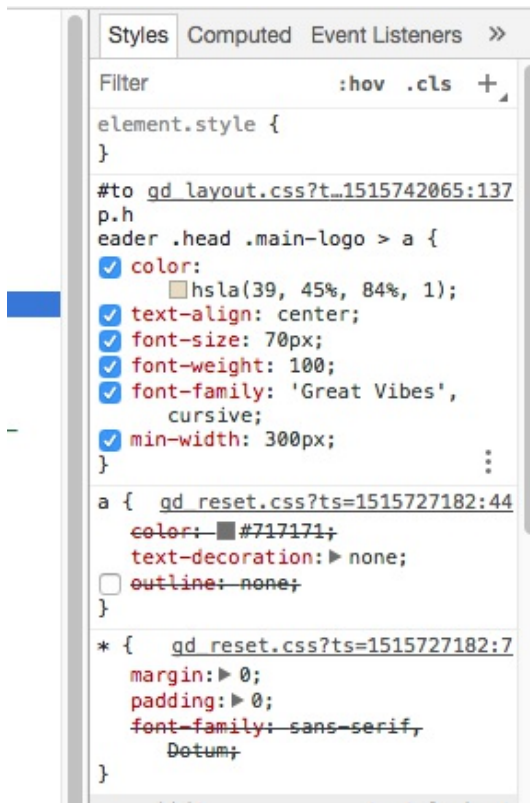 Styles Computed Event Listeners »
Filter :hov .cls +
element.style {
}
#to gd_layout.css?t…1515742065:137
p.h
eader .head .main-logo > a {
color:
hsla(39, 45%, 84%, 1);
text-align: center;
font-size: 70px;
font-weight: 100;
font-family: 'Great Vibes',
cursive;
min-width: 300px;
}
a { gd_reset.css?ts=1515727182:44
color: #717171;
text-decoration: none;
outline: none;
}
* { gd_reset.css?ts=1515727182:7
margin: 0;
padding: 0;
font-family: sans-serif,
Dotum;
}